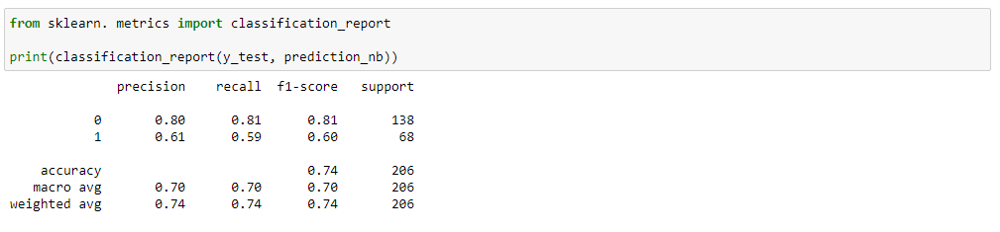 from sklearn. metrics import classification_report
print(classification_report(y_test, prediction_nb))
precision recall f1-score support
0 0.80 0.81 0.81 138
1 0.61 0.59 0.60 68
accuracy 0.74 206
macro avg 0.70 0.70 0.70 206
weighted avg 0.74 0.74 0.74 206